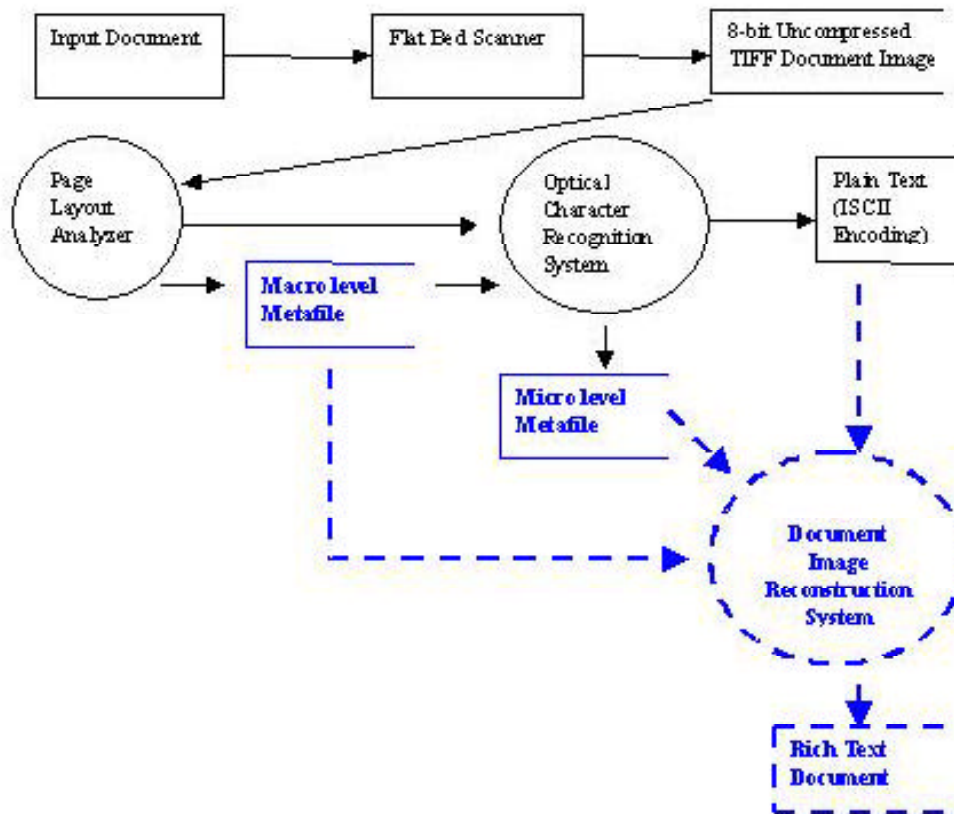 Input Document
Flat Bed Scanner
8-bit Uncompressed
TIFF Document Image
Page
Layout
Analyzer
Optical
Character
Recognition
System
Plain Text
(ISCII
Encoding)
Macro level
Metafile
Micro level
Metafile
Document
Image
Reconstruction
System
Rich Text
Document